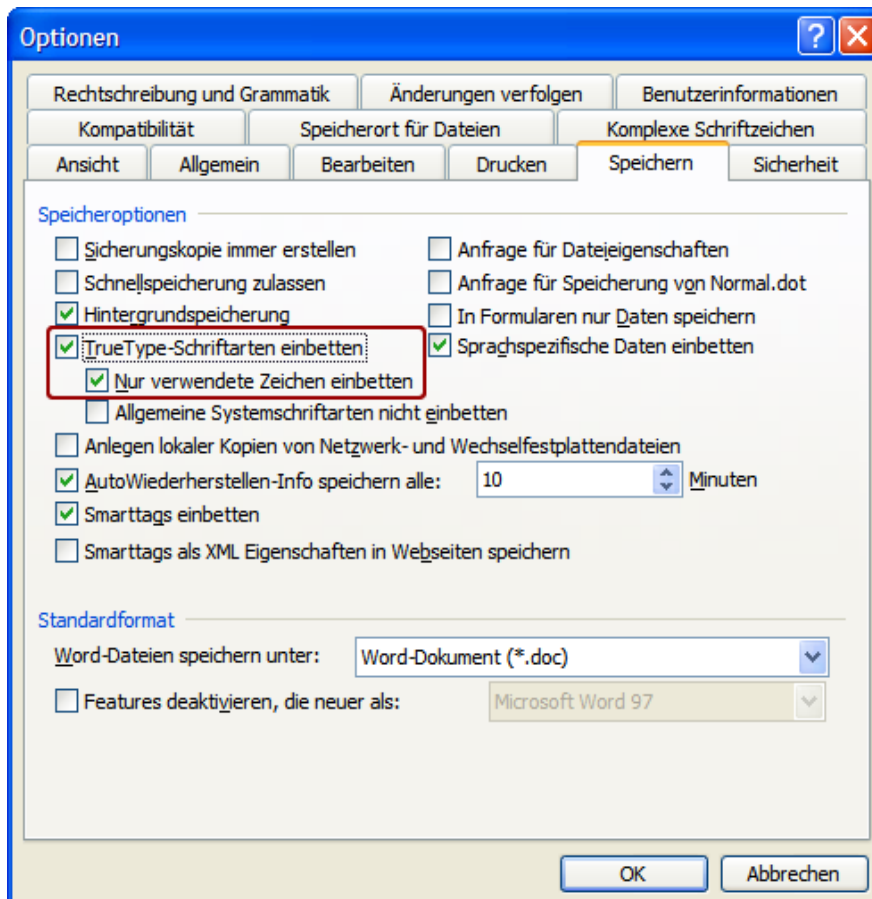 Optionen
Rechtschreibung und Grammatik Änderungen verfolgen Benutzerinformationen
Kompatibilität Speicherort für Dateien Komplexe Schriftzeichen
Ansicht Allgemein Bearbeiten Drucken Speichern Sicherheit
Speicheroptionen
Sicherungskopie immer erstellen Anfrage für Dateieigenschaften
Schnellspeicherung zulassen Anfrage für Speicherung von Normal.dot
Hintergrundspeicherung In Formularen nur Daten speichern
TrueType-Schriftarten einbetten Sprachspezifische Daten einbetten
Nur verwendete Zeichen einbetten
Allgemeine Systemschriftarten nicht einbetten
Anlegen lokaler Kopien von Netzwerk- und Wechselfestplattendateien
AutoWiederherstellen-Info speichern alle: 10 Minuten
Smarttags einbetten
Smarttags als XML Eigenschaften in Webseiten speichern
Standardformat
Word-Dateien speichern unter: Word-Dokument (*.doc)
Features deaktivieren, die neuer als: Microsoft Word 97
OK Abbrechen